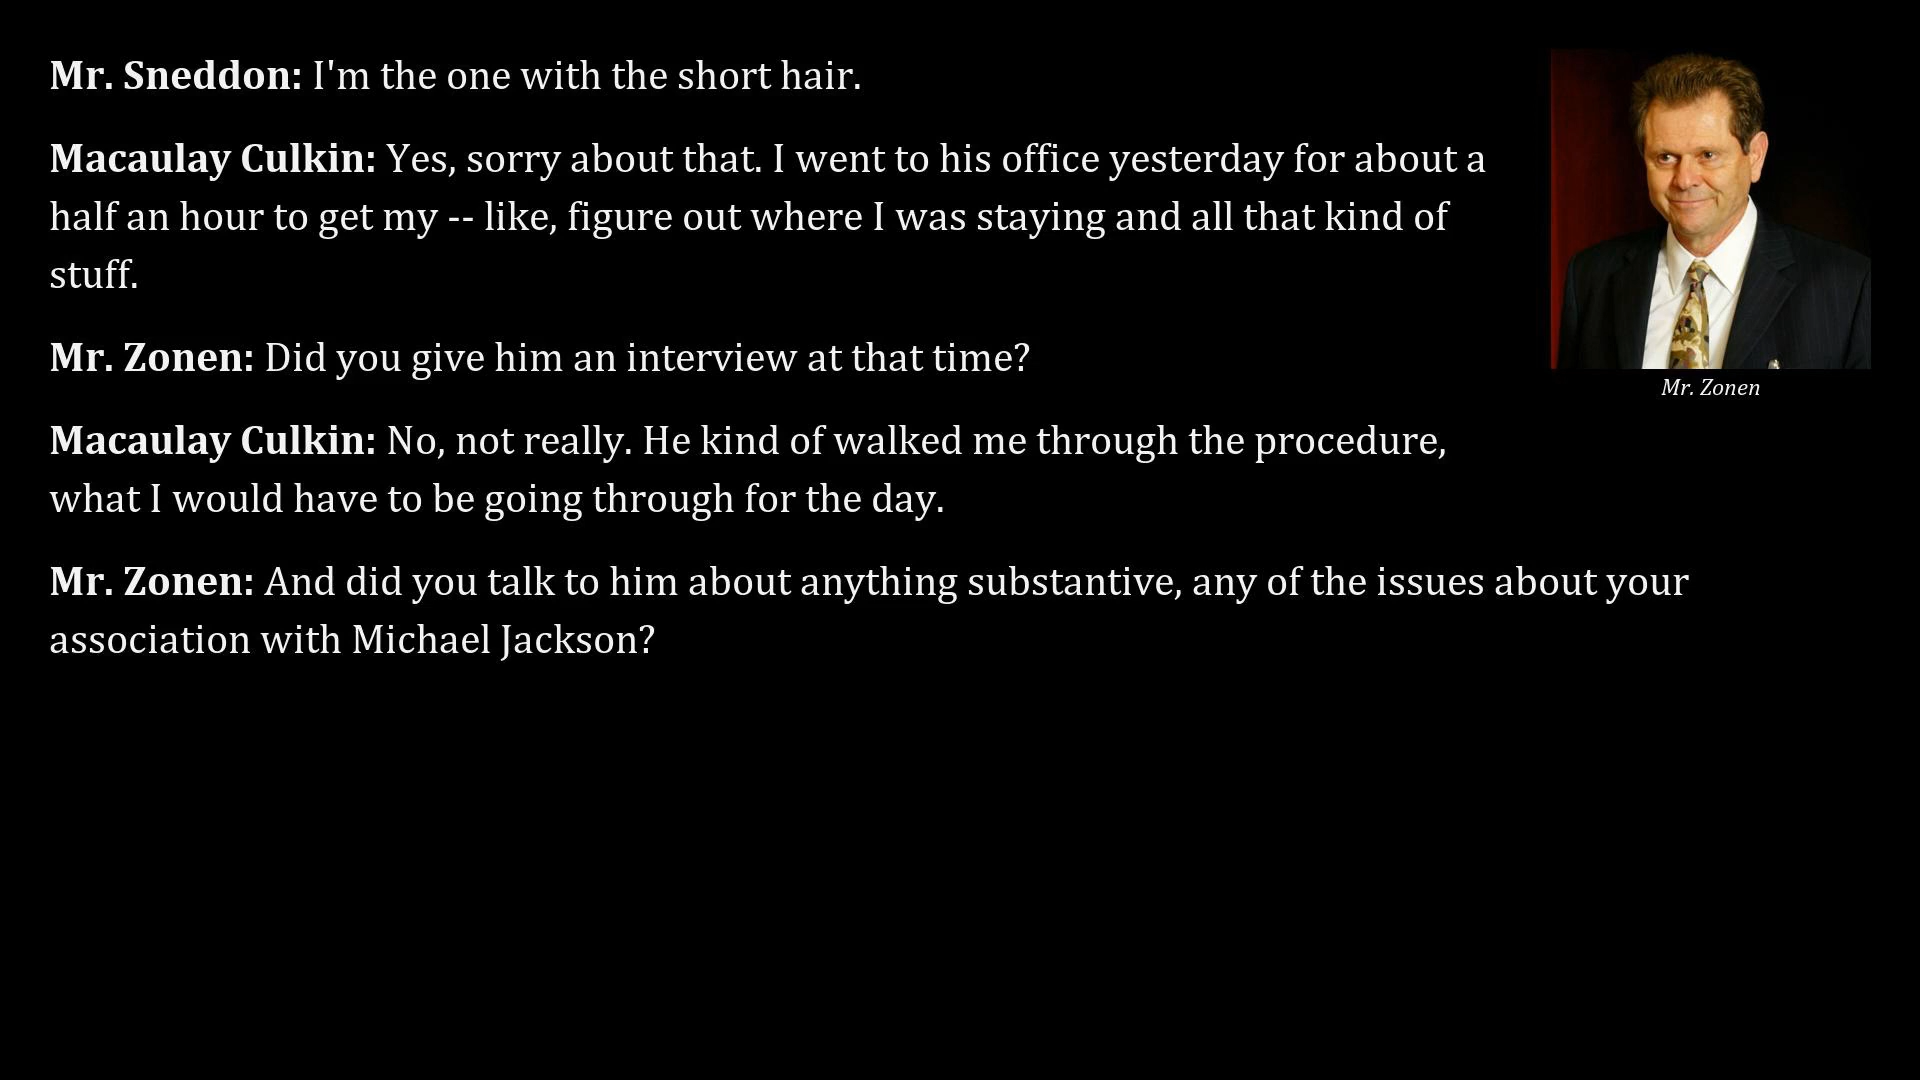 Mr. Sneddon: I'm the one with the short hair.
Macaulay Culkin: Yes, sorry about that. I went to his office yesterday for about a
half an hour to get my -- like, figure out where I was staying and all that kind of
stuff.
Mr. Zonen: Did you give him an interview at that time?
Mr. Zonen
Macaulay Culkin: No, not really. He kind of walked me through the procedure,
what I would have to be going through for the day.
Mr. Zonen: And did you talk to him about anything substantive, any of the issues about your
association with Michael Jackson?